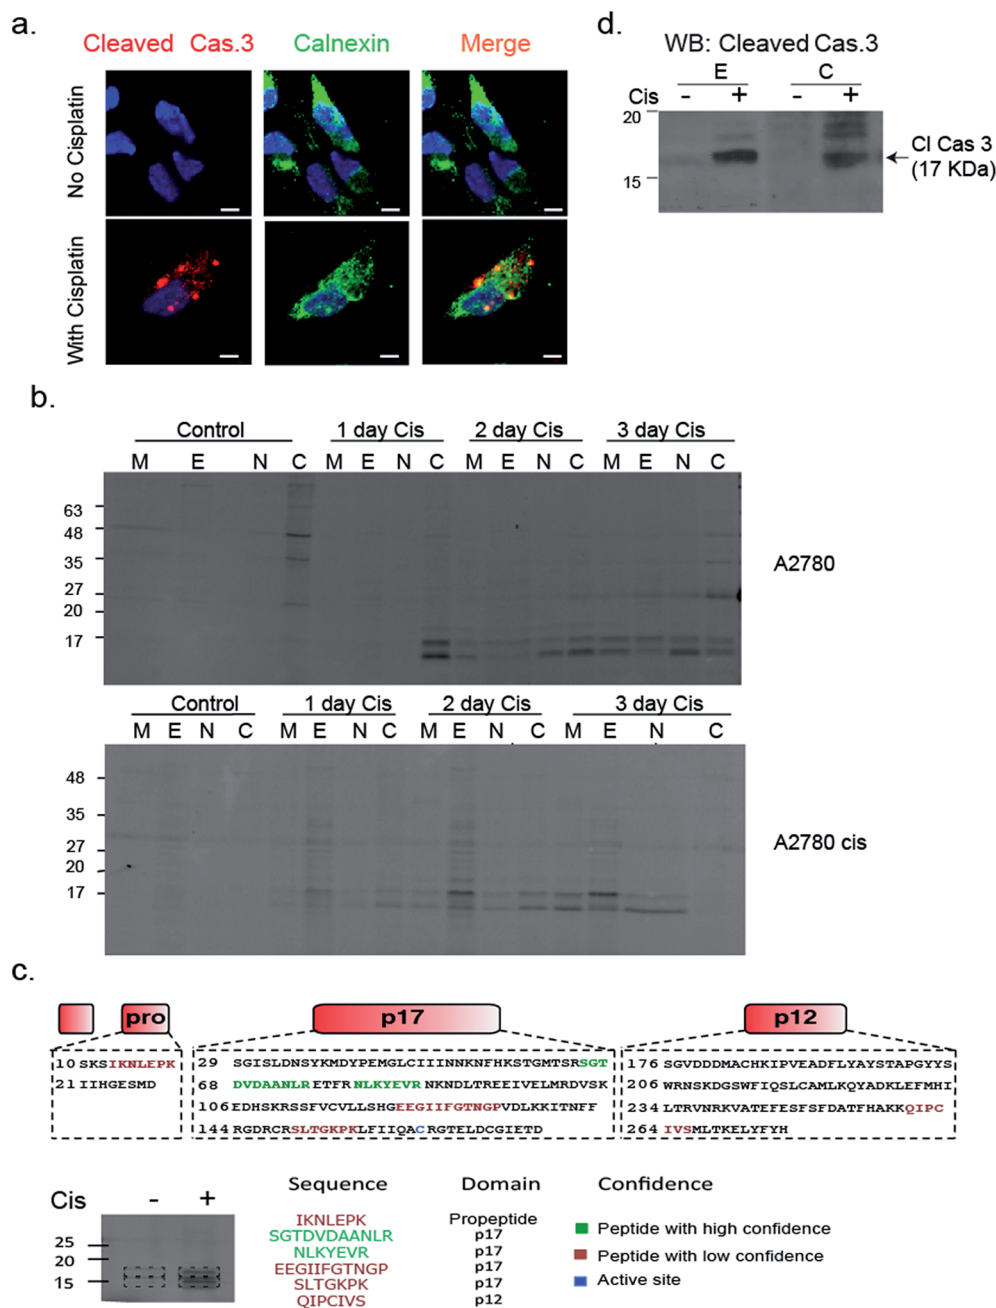 a.
Cleaved Cas.3 Calnexin Merge
No Cisplatin
With Cisplatin
d.
WB: Cleaved Cas.3
E C
Cis - + - +
20
15
Cl Cas 3
(17 KDa)
b.
Control 1 day Cis 2 day Cis 3 day Cis
M E N C M E N C M E N C M E N C
63
48
35
27
20
17
A2780
Control 1 day Cis 2 day Cis 3 day Cis
M E N C M E N C M E N C M E N C
48
35
27
20
17
A2780 cis
c.
pro p17 p12
10 SKSIKNLEPK
21 IIHGESMD
29 SGISLDNSYKMDYPEMGLCIIINNKNFHKSTGMTSRSGT
68 DVDAANLRETFRNLKYEVRNKNDLTREEIVELMRDVSK
106 EDHSKRSSFVCVLLSHGEEGIIFGTNGPVDLKKITNFF
144 RGDRCRSLTGKPKLFIIQACRGTELDCGIETD
176 SGVDDDMACHKIPVEADFLYAYSTAPGYYS
206 WRNSKDGSWFIQSLCAMLKQYADKLEFMHI
234 LTRVNRKVATEFESFSFDATFHAKKQIPC
264 IVSMLTKELYFYH
Cis - +
25
20
15
Sequence Domain Confidence
IKNLEPK Propeptide
SGTDVDAANLR p17
NLKYEVR p17
EEGIIFGTNGP p17
SLTGKPK p17
QIPCIVS p12
Peptide with high confidence
Peptide with low confidence
Active site